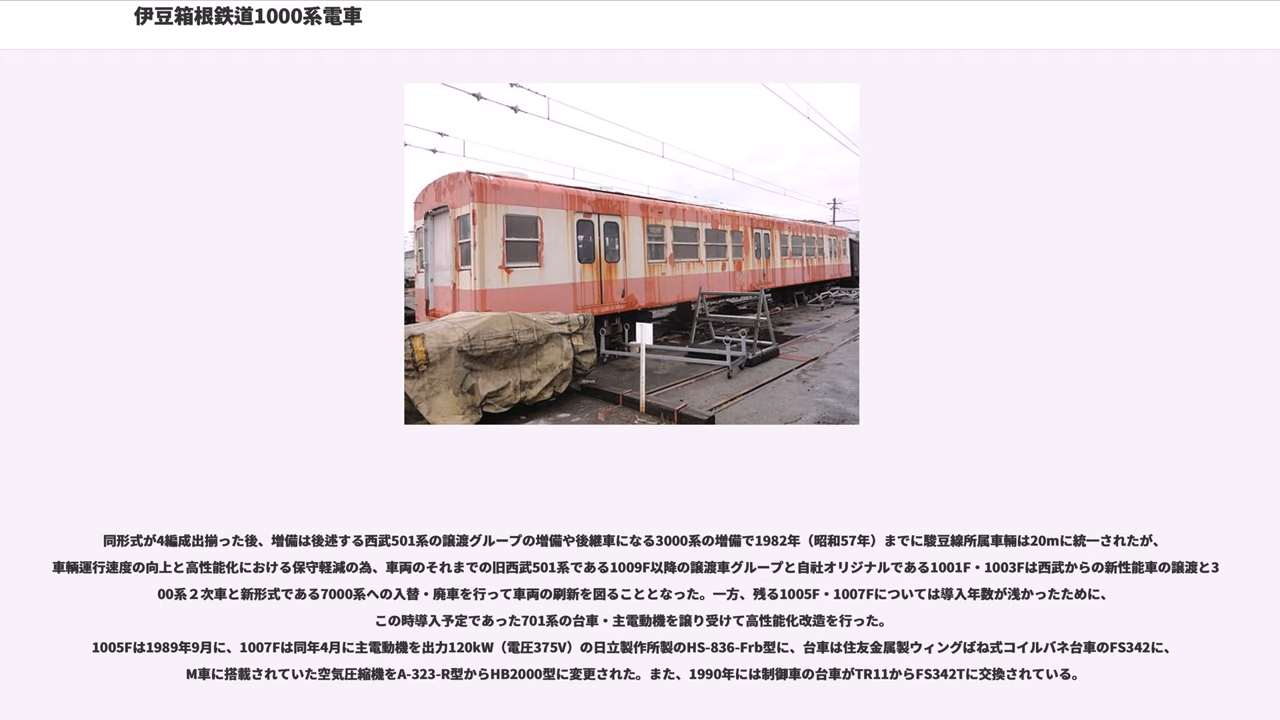 伊豆箱根鉄道1000系電車
同形式が4編成出揃った後、増備は後述する西武501系の譲渡グループの増備や後継車になる3000系の増備で1982年（昭和57年）までに駿豆線所属車輛は20mに統一されたが、
車輌運行速度の向上と高性能化における保守軽減の為、車両のそれまでの旧西武501系である1009F以降の譲渡車グループと自社オリジナルである1001F・1003Fは西武からの新性能車の譲渡と3
00系２次車と新形式である7000系への入替・廃車を行って車両の刷新を図ることとなった。一方、残る1005F・1007Fについては導入年数が浅かったために、
この時導入予定であった701系の台車・主電動機を譲り受けて高性能化改造を行った。
1005Fは1989年9月に、1007Fは同年4月に主電動機を出力120kW（電圧375V）の日立製作所製のHS-836-Frb型に、台車は住友金属製ウィングばね式コイルバネ台車のFS342に、
M車に搭載されていた空気圧縮機をA-323-R型からHB2000型に変更された。また、1990年には制御車の台車がTR11からFS342Tに交換されている。